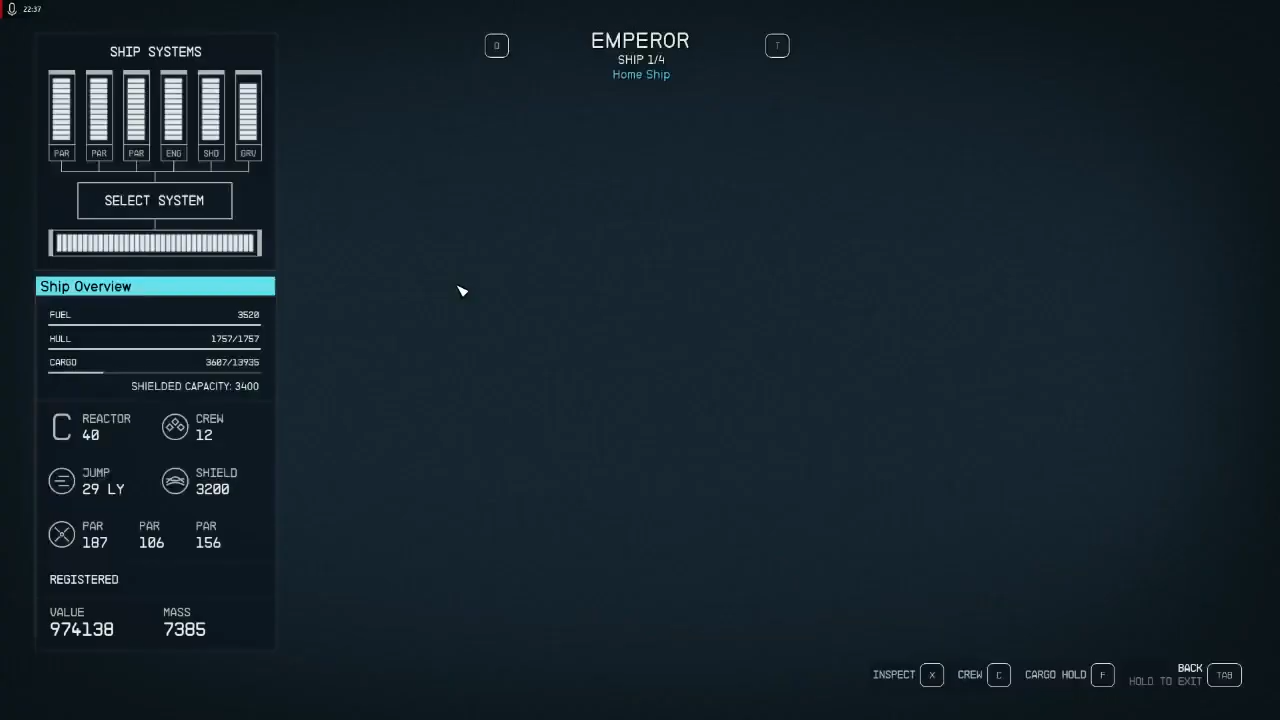 22:37
SHIP SYSTEMS
PAR PAR PAR ENG SHD GRV
SELECT SYSTEM
Q
EMPEROR
T
SHIP 1/4
Home Ship
Ship Overview
FUEL 3520
HULL 1757/1757
CARGO 3607/13935
SHIELDED CAPACITY: 3400
C REACTOR 40
CREW 12
JUMP 29 LY
SHIELD 3200
PAR PAR PAR
187 106 156
REGISTERED
VALUE MASS
974138 7385
INSPECT X CREW C CARGO HOLD F BACK TAB
HOLD TO EXIT